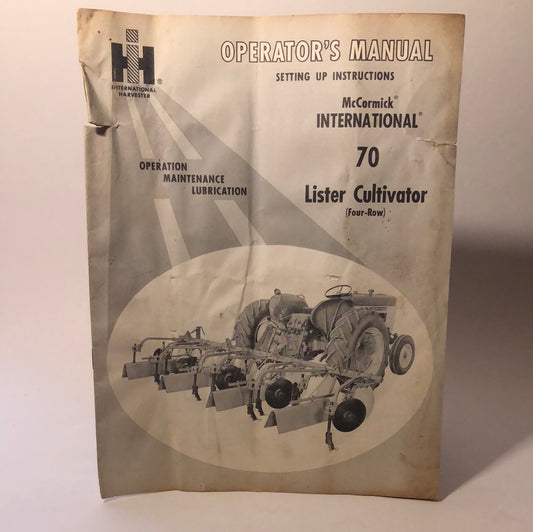 IH®
INTERNATIONAL
HARVESTER
OPERATOR'S MANUAL
SETTING UP INSTRUCTIONS
McCormick®
INTERNATIONAL®
70
Lister Cultivator
(Four-Row)
OPERATION
MAINTENANCE
LUBRICATION